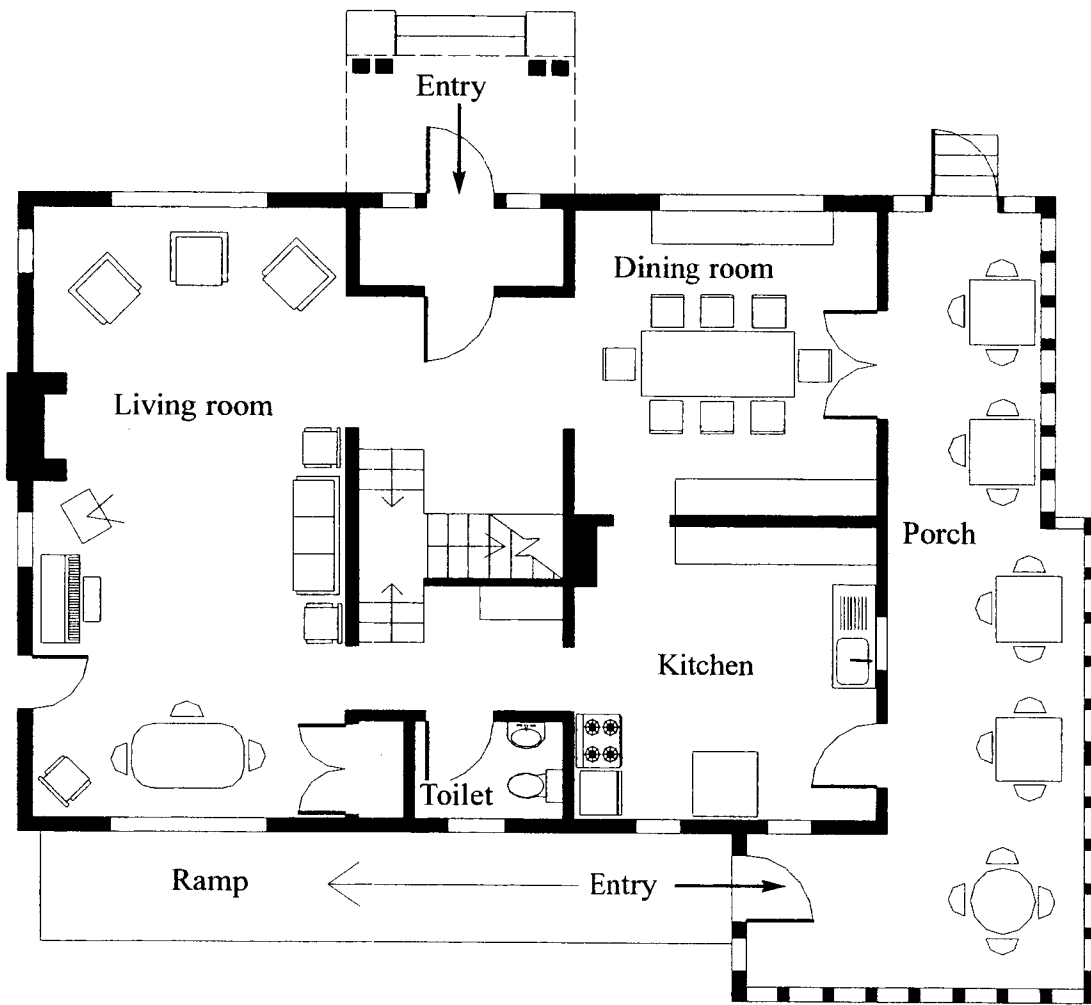 Entry
Dining room
Living room
Porch
Kitchen
Toilet
Ramp
Entry